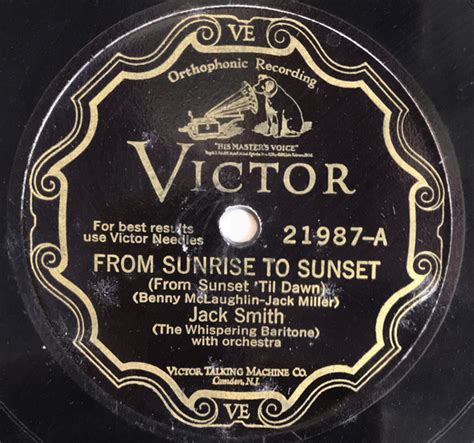 VE
Orthophonic Recording
"HIS MASTER'S VOICE"
VICTOR
For best results
use Victor Needles
21987-A
FROM SUNRISE TO SUNSET
(From Sunset 'Til Dawn)
(Benny McLaughlin-Jack Miller)
Jack Smith
(The Whispering Baritone)
with orchestra
VICTOR TALKING MACHINE CO.
Camden, N.J.
VE